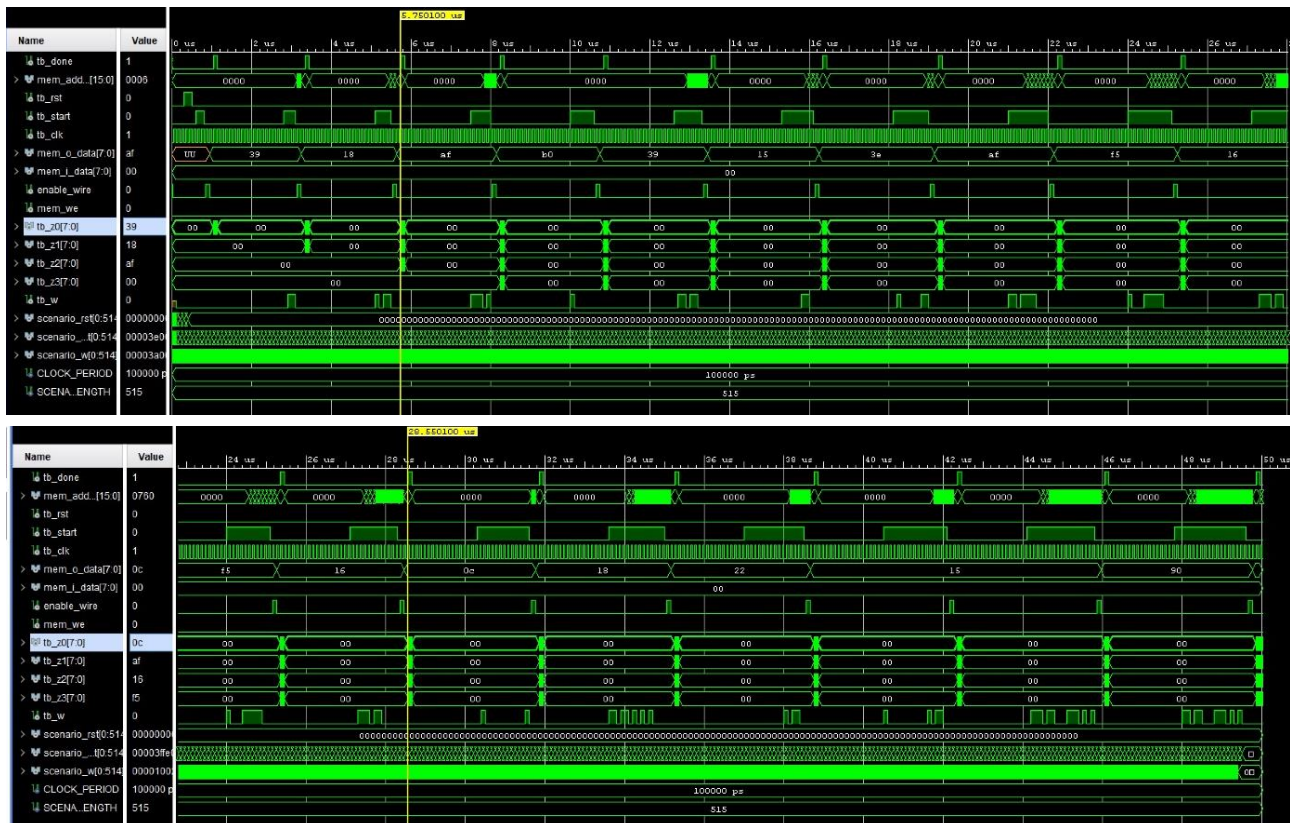 5.750100 us
Name Value 0 us 2 us 4 us 6 us 8 us 10 us 12 us 14 us 16 us 18 us 20 us 22 us 24 us 26 us
tb_done 1
mem_add...[15:0] 0006 0000 0000 0000 0000 0000 0000 0000 0000 0000
tb_rst 0
tb_start 0
tb_clk 1
mem_o_data[7:0] af UU 39 18 af b0 39 15 3e af f5 16
mem_i_data[7:0] 00 00
enable_wire 0
mem_we 0
tb_z0[7:0] 39 00 00 00 00 00 00 00 00 00 00 00
tb_z1[7:0] 18 00 00 00 00 00 00 00 00 00 00
tb_z2[7:0] af 00 00 00 00 00 00 00 00 00
tb_z3[7:0] 00 00 00 00 00 00 00 00 00
tb_w 0
scenario_rst[0:514
scenario_...t[0:514 00003e0
scenario_w[0:514] 00003a0
CLOCK_PERIOD 100000 p 100000 ps
SCENA..ENGTH 515 515
28.550100 us
Name Value 24 us 26 us 28 us 30 us 32 us 34 us 36 us 38 us 40 us 42 us 44 us 46 us 48 us 50 us
tb_done 1
mem_add...[15:0] 0760 0000 0000 0000 0000 0000 0000 0000 0000
tb_rst 0
tb_start 0
tb_clk 1
mem_o_data[7:0] 0c f5 16 0c 18 22 15 90
mem_i_data[7:0] 00 00
enable_wire 0
mem_we 0
tb_z0[7:0] 0c 00 00 00 00 00 00 00 00
tb_z1[7:0] af 00 00 00 00 00 00 00 00
tb_z2[7:0] 16 00 00 00 00 00 00 00 00
tb_z3[7:0] f5 00 00 00 00 00 00 00 00
tb_w 0
scenario_rst[0:514
scenario_...t[0:514 00003ffe
scenario_w[0:514]
CLOCK_PERIOD 100000 p 100000 ps
SCENA..ENGTH 515 515